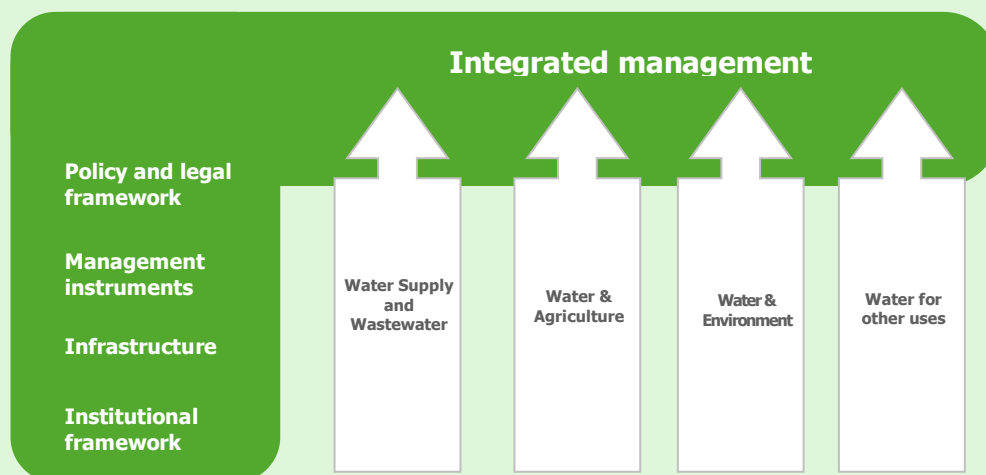 Integrated management
Policy and legal
framework
Management
instruments
Infrastructure
Institutional
framework
Water Supply
and
Wastewater
Water &
Agriculture
Water &
Environment
Water for
other uses